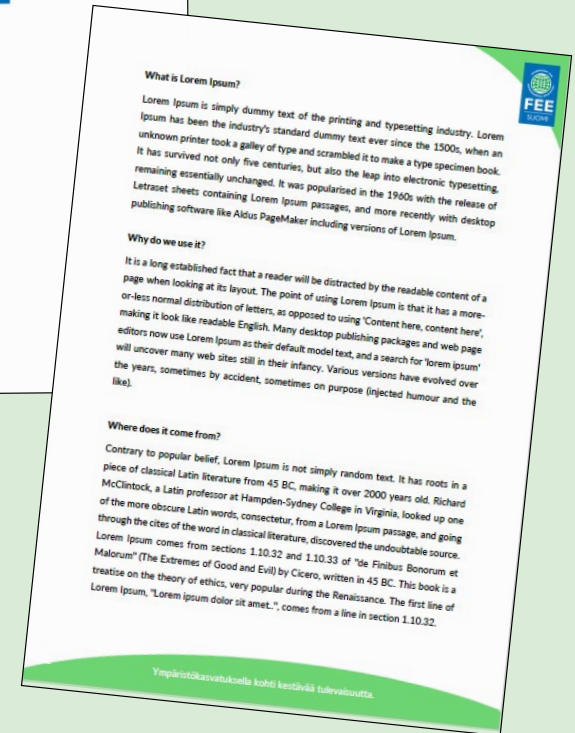 FEE
SUOMI
What is Lorem Ipsum?
Lorem Ipsum is simply dummy text of the printing and typesetting industry. Lorem
Ipsum has been the industry's standard dummy text ever since the 1500s, when an
unknown printer took a galley of type and scrambled it to make a type specimen book.
It has survived not only five centuries, but also the leap into electronic typesetting,
remaining essentially unchanged. It was popularised in the 1960s with the release of
Letraset sheets containing Lorem Ipsum passages, and more recently with desktop
publishing software like Aldus PageMaker including versions of Lorem Ipsum.
Why do we use it?
It is a long established fact that a reader will be distracted by the readable content of a
page when looking at its layout. The point of using Lorem Ipsum is that it has a more-
or-less normal distribution of letters, as opposed to using 'Content here, content here',
making it look like readable English. Many desktop publishing packages and web page
editors now use Lorem Ipsum as their default model text, and a search for 'lorem ipsum'
will uncover many web sites still in their infancy. Various versions have evolved over
the years, sometimes by accident, sometimes on purpose (injected humour and the
like).
Where does it come from?
Contrary to popular belief, Lorem Ipsum is not simply random text. It has roots in a
piece of classical Latin literature from 45 BC, making it over 2000 years old. Richard
McClintock, a Latin professor at Hampden-Sydney College in Virginia, looked up one
of the more obscure Latin words, consectetur, from a Lorem Ipsum passage, and going
through the cites of the word in classical literature, discovered the undoubtable source.
Lorem Ipsum comes from sections 1.10.32 and 1.10.33 of "de Finibus Bonorum et
Malorum" (The Extremes of Good and Evil) by Cicero, written in 45 BC. This book is a
treatise on the theory of ethics, very popular during the Renaissance. The first line of
Lorem Ipsum, "Lorem ipsum dolor sit amet..", comes from a line in section 1.10.32.
Ympäristökasvatuksella kohti kestävää tulevaisuutta.